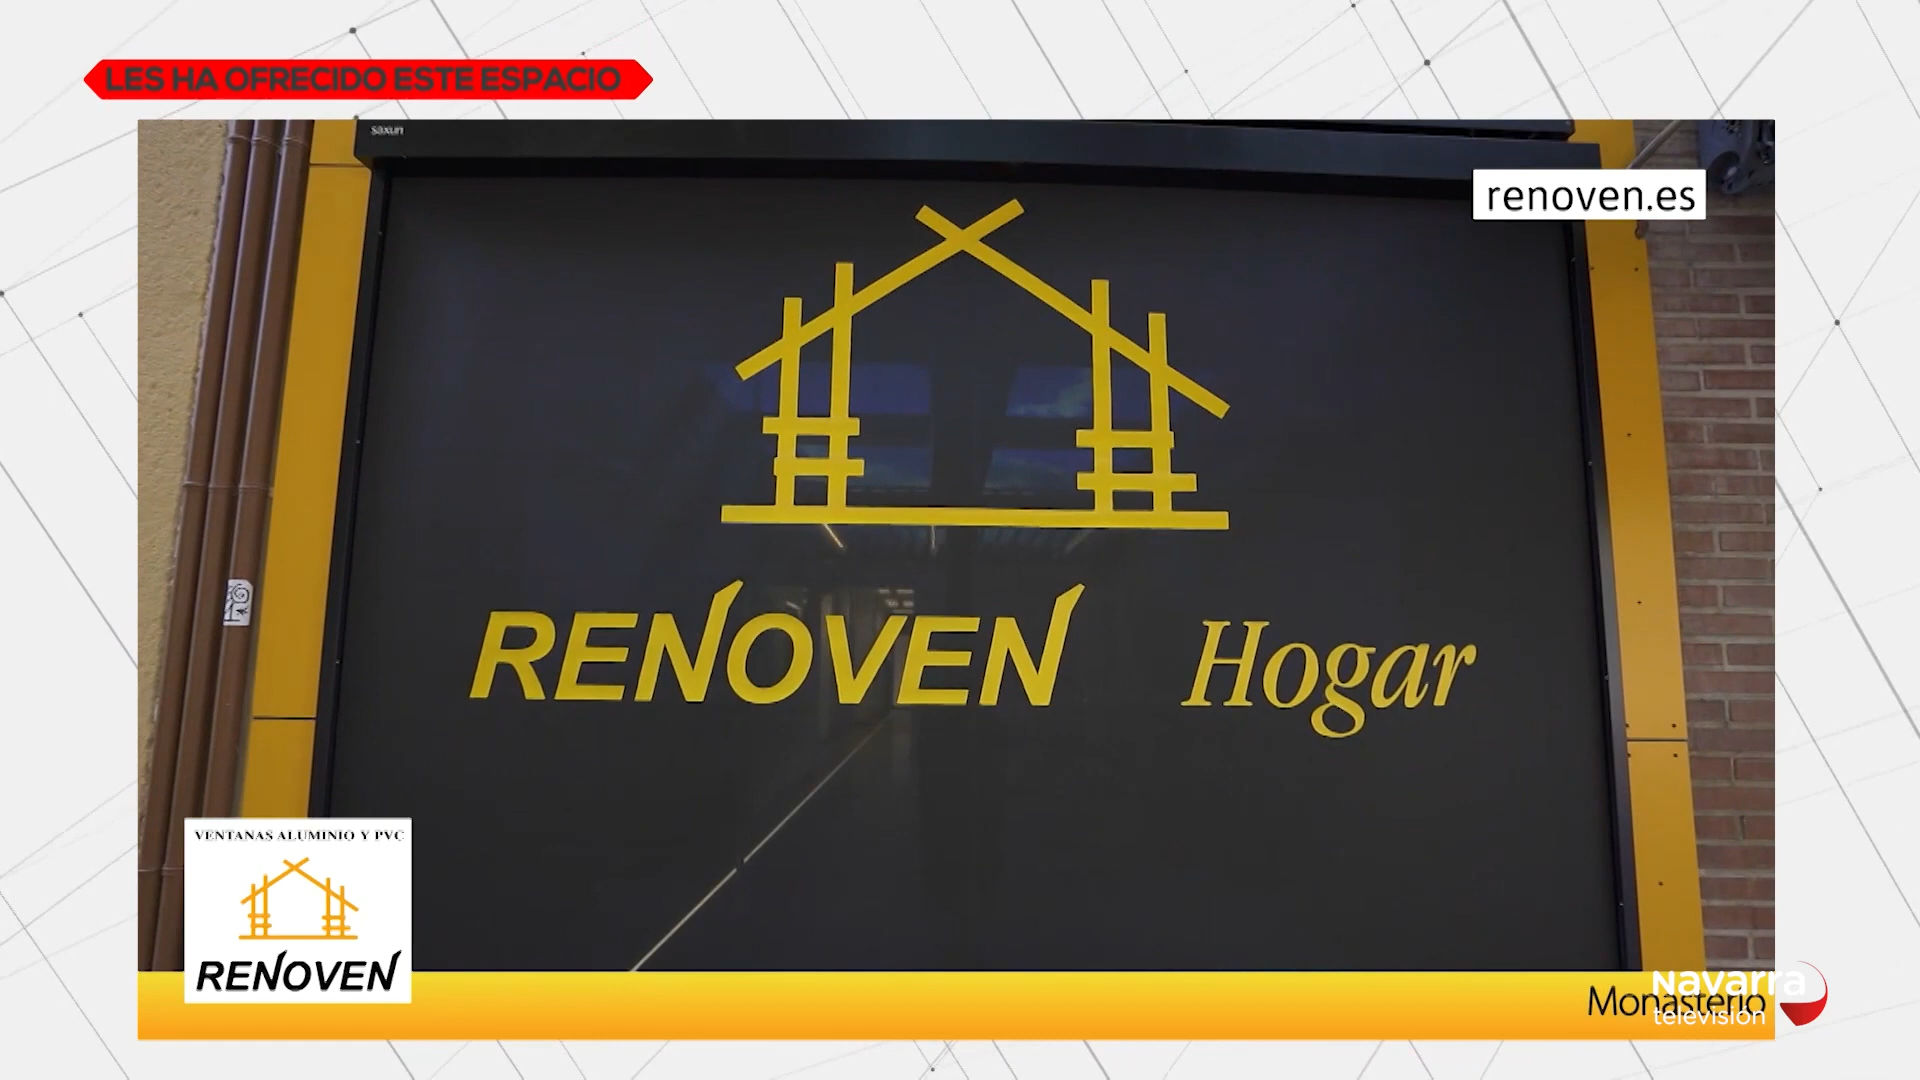 LES HA OFRECIDO ESTE ESPACIO
saxun
renoven.es
RENOVEN Hogar
VENTANAS ALUMINIO Y PVC
RENOVEN
Monasterio
Navarra
televisión